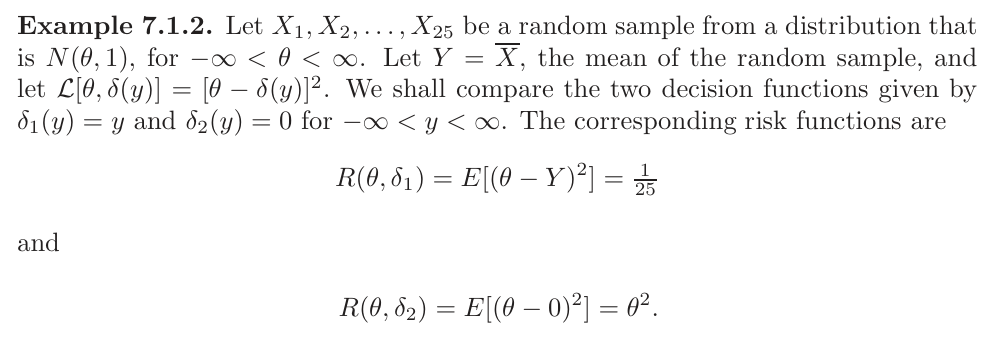 Example 7.1.2. Let X₁, X₂, . . . , X₂₅ be a random sample from a distribution that
is N(θ, 1), for −∞ < θ < ∞. Let Y = X̅, the mean of the random sample, and
let ℒ[θ, δ(y)] = [θ − δ(y)]². We shall compare the two decision functions given by
δ₁(y) = y and δ₂(y) = 0 for −∞ < y < ∞. The corresponding risk functions are
R(θ, δ₁) = E[(θ − Y)²] = 1/25
and
R(θ, δ₂) = E[(θ − 0)²] = θ².